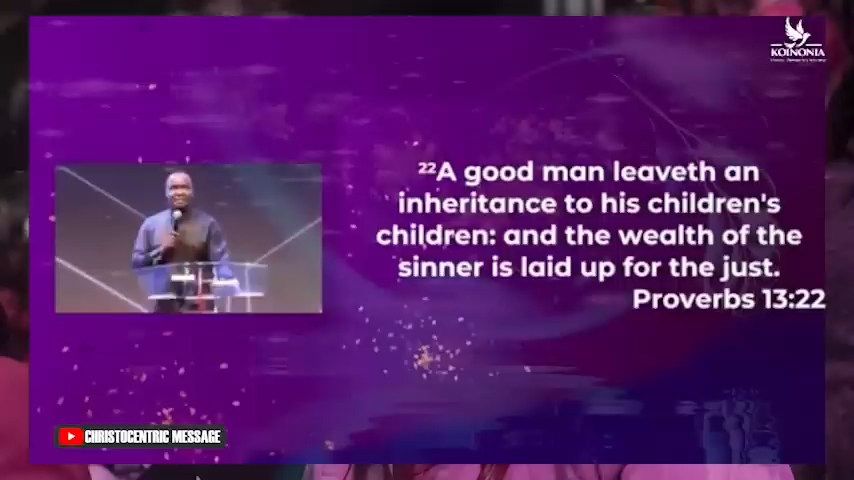 KOINONIA
²²A good man leaveth an
inheritance to his children's
children: and the wealth of the
sinner is laid up for the just.
Proverbs 13:22
CHRISTOCENTRIC MESSAGE